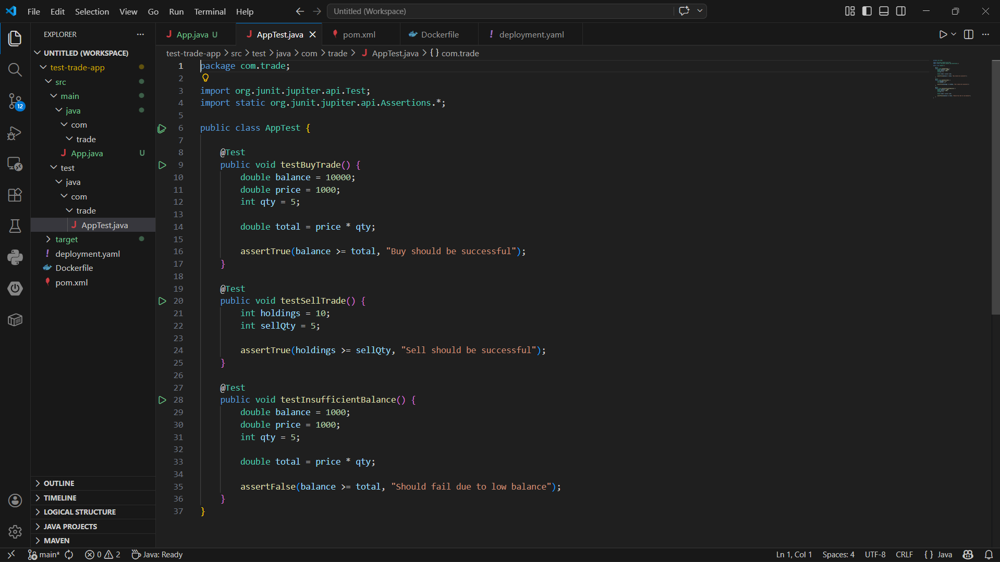 File Edit Selection View Go Run Terminal Help
Untitled (Workspace)
EXPLORER
UNTITLED (WORKSPACE)
test-trade-app
src
main
java
com
trade
App.java U
test
java
com
trade
AppTest.java
target
deployment.yaml
Dockerfile
pom.xml
OUTLINE
TIMELINE
LOGICAL STRUCTURE
JAVA PROJECTS
MAVEN
12
App.java U
AppTest.java
pom.xml
Dockerfile
deployment.yaml
test-trade-app > src > test > java > com > trade > AppTest.java > {} com.trade
1 package com.trade;
2
3 import org.junit.jupiter.api.Test;
4 import static org.junit.jupiter.api.Assertions.*;
5
6 public class AppTest {
7
8 @Test
9 public void testBuyTrade() {
10 double balance = 10000;
11 double price = 1000;
12 int qty = 5;
13
14 double total = price * qty;
15
16 assertTrue(balance >= total, "Buy should be successful");
17 }
18
19 @Test
20 public void testSellTrade() {
21 int holdings = 10;
22 int sellQty = 5;
23
24 assertTrue(holdings >= sellQty, "Sell should be successful");
25 }
26
27 @Test
28 public void testInsufficientBalance() {
29 double balance = 1000;
30 double price = 1000;
31 int qty = 5;
32
33 double total = price * qty;
34
35 assertFalse(balance >= total, "Should fail due to low balance");
36 }
37 }
main* 0 2 Java: Ready
Ln 1, Col 1 Spaces: 4 UTF-8 CRLF {} Java